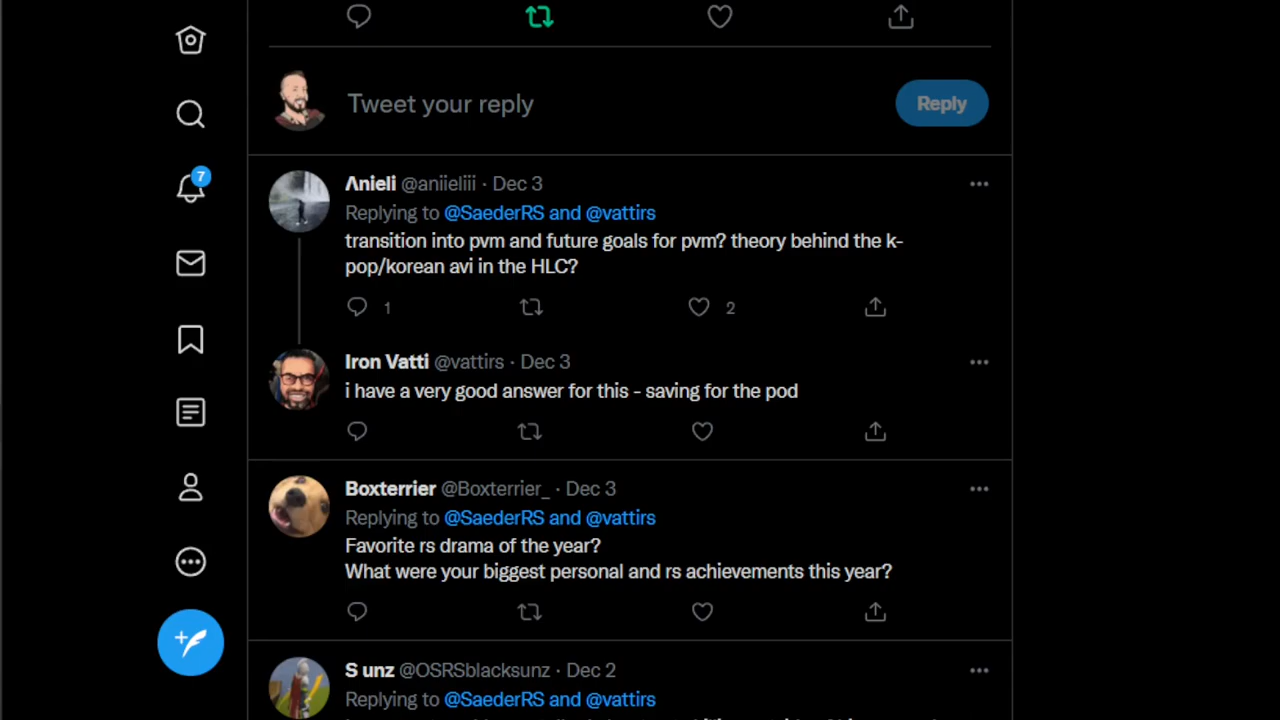 Tweet your reply
Reply
7
Λnieli @aniieliii · Dec 3
Replying to @SaederRS and @vattirs
transition into pvm and future goals for pvm? theory behind the k-
pop/korean avi in the HLC?
1
2
Iron Vatti @vattirs · Dec 3
i have a very good answer for this - saving for the pod
Boxterrier @Boxterrier_ · Dec 3
Replying to @SaederRS and @vattirs
Favorite rs drama of the year?
What were your biggest personal and rs achievements this year?
S unz @OSRSblacksunz · Dec 2
Replying to @SaederRS and @vattirs